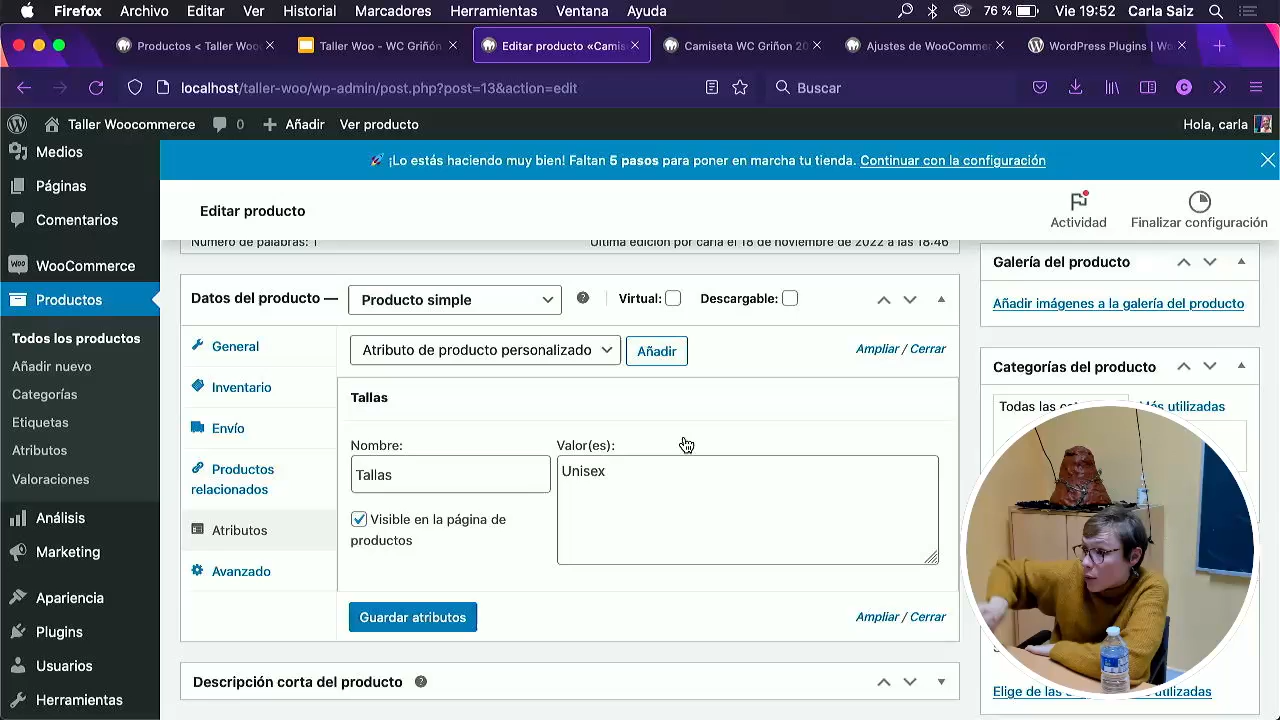 Firefox Archivo Editar Ver Historial Marcadores Herramientas Ventana Ayuda 76 % Vie 19:52 Carla Saiz
Productos < Taller Woo Taller Woo - WC Griñón Editar producto «Camis Camiseta WC Griñon 20 Ajustes de WooCommer WordPress Plugins | Wo
localhost/taller-woo/wp-admin/post.php?post=13&action=edit Buscar
Taller Woocommerce 0 Añadir Ver producto Hola, carla
Medios
Páginas
Comentarios
WooCommerce
Productos
Todos los productos
Añadir nuevo
Categorías
Etiquetas
Atributos
Valoraciones
Análisis
Marketing
Apariencia
Plugins
Usuarios
Herramientas
¡Lo estás haciendo muy bien! Faltan 5 pasos para poner en marcha tu tienda. Continuar con la configuración
Editar producto
Actividad
Finalizar configuración
Número de palabras: 1 Última edición por carla el 18 de noviembre de 2022 a las 18:46
Datos del producto — Producto simple Virtual: Descargable:
General
Inventario
Envío
Productos
relacionados
Atributos
Avanzado
Atributo de producto personalizado Añadir Ampliar / Cerrar
Tallas
Nombre: Valor(es):
Tallas Unisex
Visible en la página de
productos
Guardar atributos Ampliar / Cerrar
Descripción corta del producto
Galería del producto
Añadir imágenes a la galería del producto
Categorías del producto
Todas las utilizadas
Elige de las utilizadas